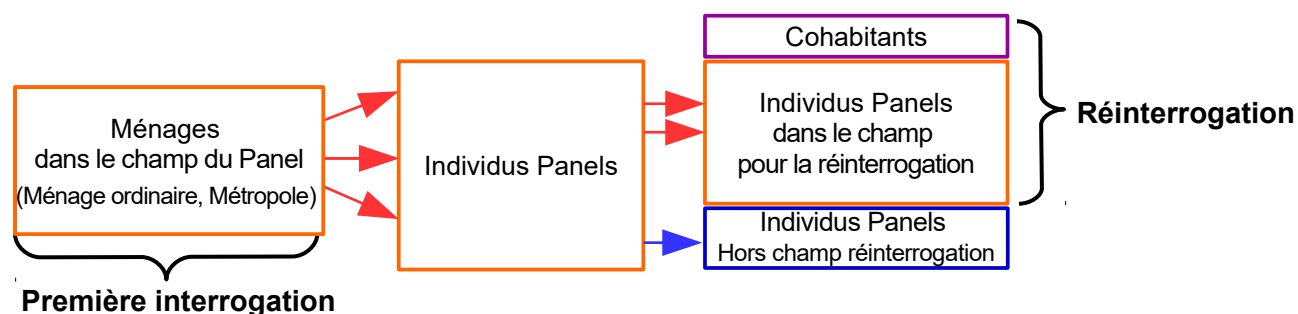 Ménages
dans le champ du Panel
(Ménage ordinaire, Métropole)
Première interrogation
Individus Panels
Cohabitants
Individus Panels
dans le champ
pour la réinterrogation
Individus Panels
Hors champ réinterrogation
Réinterrogation